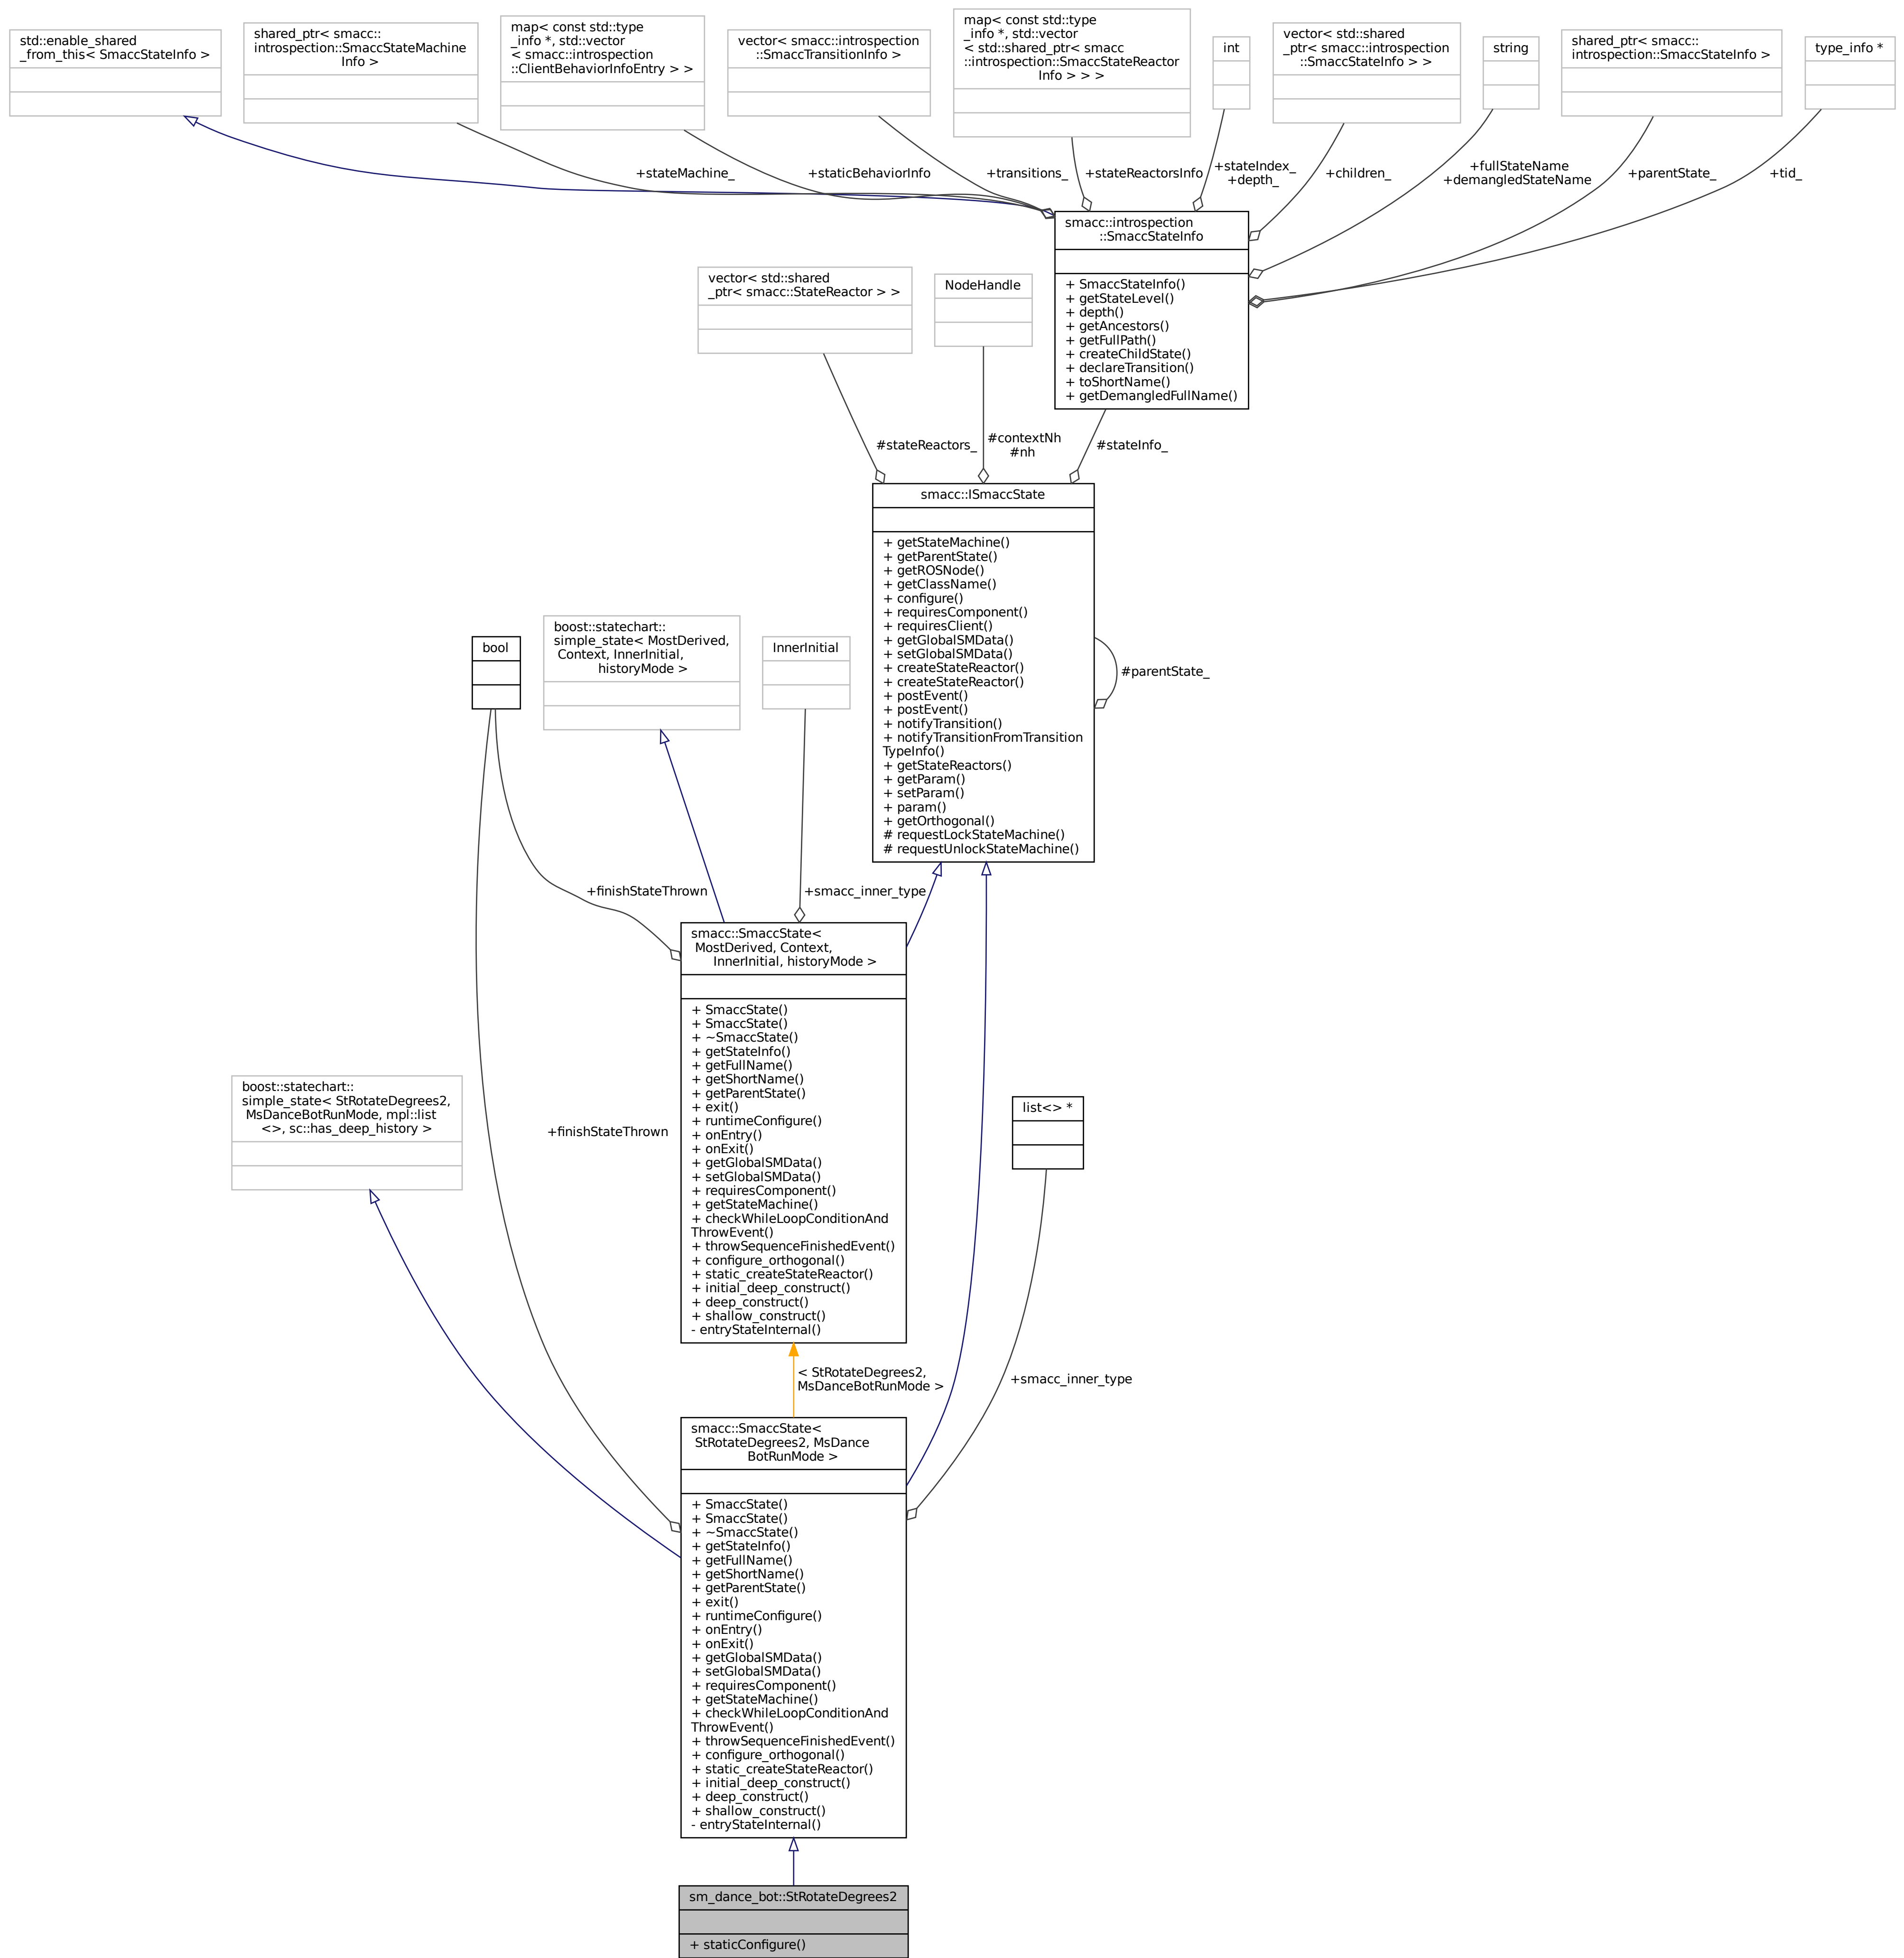 std::enable_shared
_from_this< SmaccStateInfo >
shared_ptr< smacc::
introspection::SmaccStateMachine
Info >
map< const std::type
_info *, std::vector
< smacc::introspection
::ClientBehaviorInfoEntry > >
vector< smacc::introspection
::SmaccTransitionInfo >
map< const std::type
_info *, std::vector
< std::shared_ptr< smacc
::introspection::SmaccStateReactor
Info > > >
int
vector< std::shared
_ptr< smacc::introspection
::SmaccStateInfo > >
string
shared_ptr< smacc::
introspection::SmaccStateInfo >
type_info *
+stateMachine_
+staticBehaviorInfo
+transitions_
+stateReactorsInfo
+stateIndex_
+depth_
+children_
+fullStateName
+demangledStateName
+parentState_
+tid_
smacc::introspection
::SmaccStateInfo
+ SmaccStateInfo()
+ getStateLevel()
+ depth()
+ getAncestors()
+ getFullPath()
+ createChildState()
+ declareTransition()
+ toShortName()
+ getDemangledFullName()
vector< std::shared
_ptr< smacc::StateReactor > >
NodeHandle
#stateReactors_
#contextNh
#nh
#stateInfo_
smacc::ISmaccState
+ getStateMachine()
+ getParentState()
+ getROSNode()
+ getClassName()
+ configure()
+ requiresComponent()
+ requiresClient()
+ getGlobalSMData()
+ setGlobalSMData()
+ createStateReactor()
+ createStateReactor()
+ postEvent()
+ postEvent()
+ notifyTransition()
+ notifyTransitionFromTransition
TypeInfo()
+ getStateReactors()
+ getParam()
+ setParam()
+ param()
+ getOrthogonal()
# requestLockStateMachine()
# requestUnlockStateMachine()
#parentState_
bool
boost::statechart::
simple_state< MostDerived,
Context, InnerInitial,
historyMode >
InnerInitial
+finishStateThrown
+smacc_inner_type
smacc::SmaccState<
MostDerived, Context,
InnerInitial, historyMode >
+ SmaccState()
+ SmaccState()
+ ~SmaccState()
+ getStateInfo()
+ getFullName()
+ getShortName()
+ getParentState()
+ exit()
+ runtimeConfigure()
+ onEntry()
+ onExit()
+ getGlobalSMData()
+ setGlobalSMData()
+ requiresComponent()
+ getStateMachine()
+ checkWhileLoopConditionAnd
ThrowEvent()
+ throwSequenceFinishedEvent()
+ configure_orthogonal()
+ static_createStateReactor()
+ initial_deep_construct()
+ deep_construct()
+ shallow_construct()
- entryStateInternal()
boost::statechart::
simple_state< StRotateDegrees2,
MsDanceBotRunMode, mpl::list
<>, sc::has_deep_history >
+finishStateThrown
list<> *
< StRotateDegrees2,
MsDanceBotRunMode >
+smacc_inner_type
smacc::SmaccState<
StRotateDegrees2, MsDance
BotRunMode >
+ SmaccState()
+ SmaccState()
+ ~SmaccState()
+ getStateInfo()
+ getFullName()
+ getShortName()
+ getParentState()
+ exit()
+ runtimeConfigure()
+ onEntry()
+ onExit()
+ getGlobalSMData()
+ setGlobalSMData()
+ requiresComponent()
+ getStateMachine()
+ checkWhileLoopConditionAnd
ThrowEvent()
+ throwSequenceFinishedEvent()
+ configure_orthogonal()
+ static_createStateReactor()
+ initial_deep_construct()
+ deep_construct()
+ shallow_construct()
- entryStateInternal()
sm_dance_bot::StRotateDegrees2
+ staticConfigure()